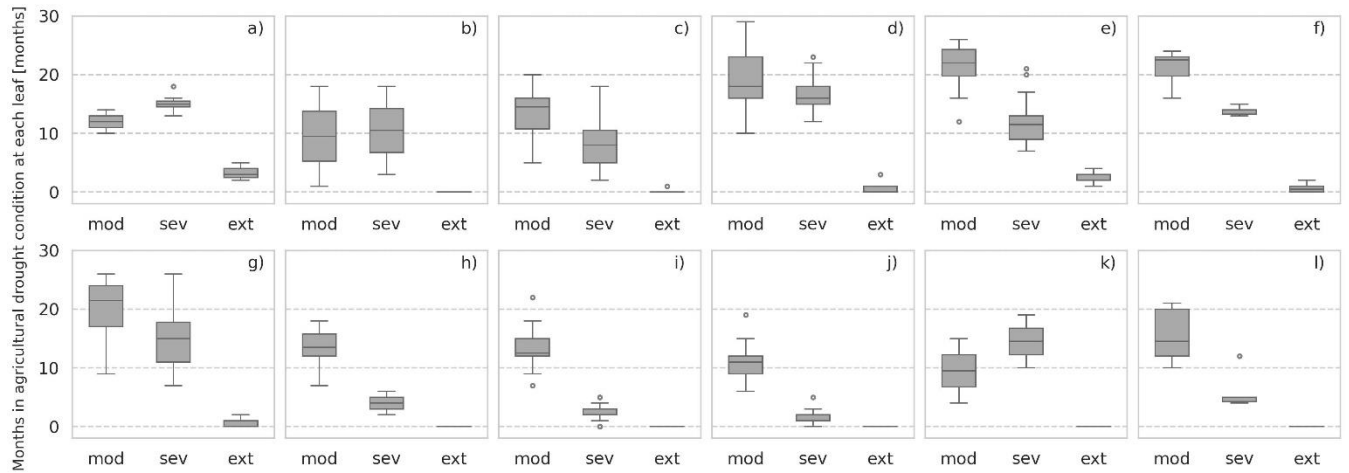 Months in agricultural drought condition at each leaf [months]
30
20
10
0
a)
b)
c)
d)
e)
f)
mod sev ext mod sev ext mod sev ext mod sev ext mod sev ext mod sev ext
30
20
10
0
g)
h)
i)
j)
k)
l)
mod sev ext mod sev ext mod sev ext mod sev ext mod sev ext mod sev ext